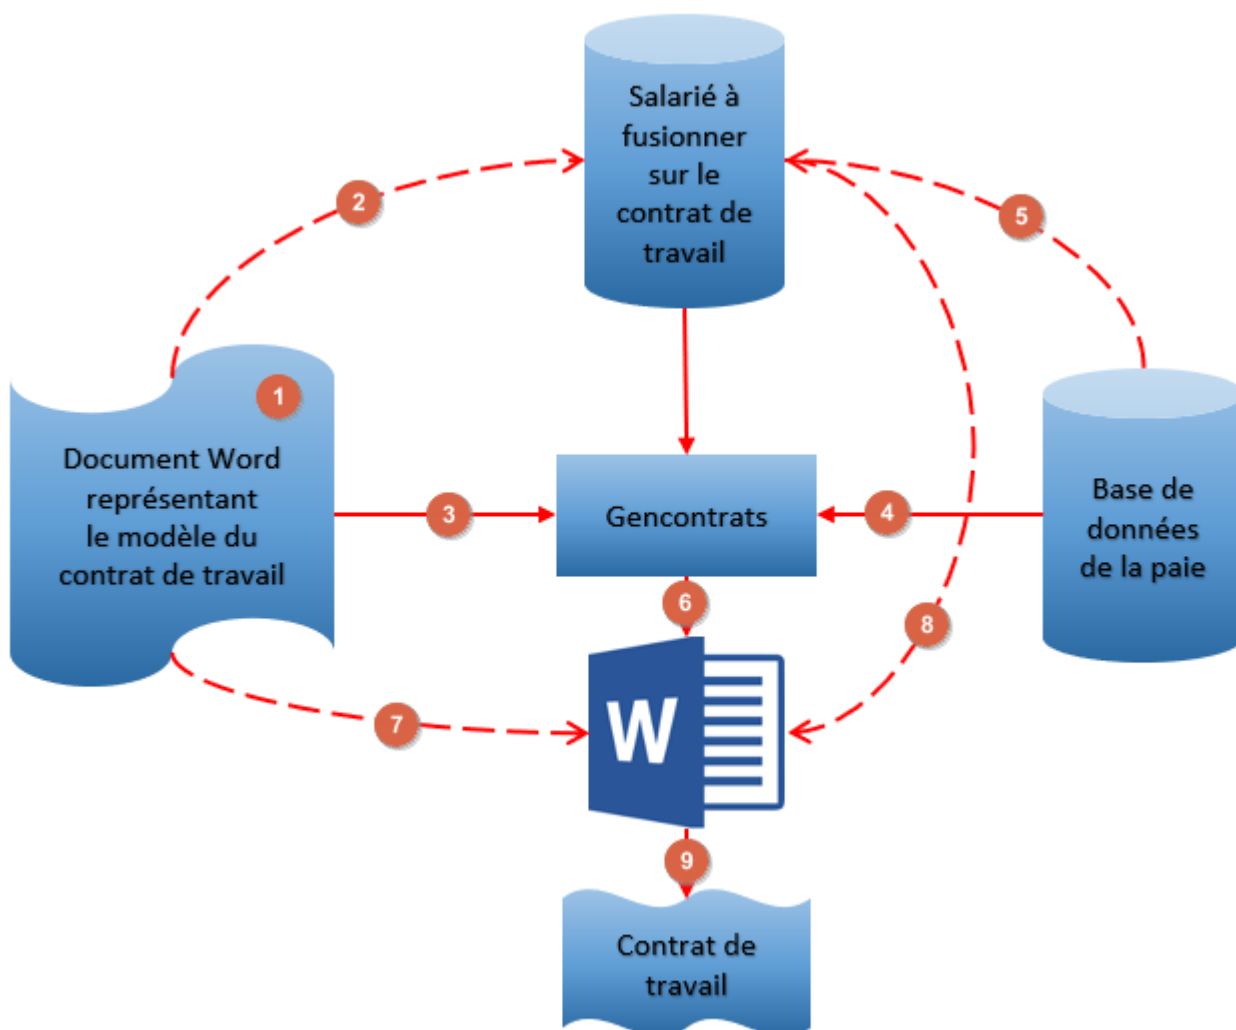 Salarié à
fusionner
sur le
contrat de
travail
2
5
1
Document Word
représentant
le modèle du
contrat de travail
3
Gencontrats
4
Base de
données
de la paie
6
8
W
7
9
Contrat de
travail